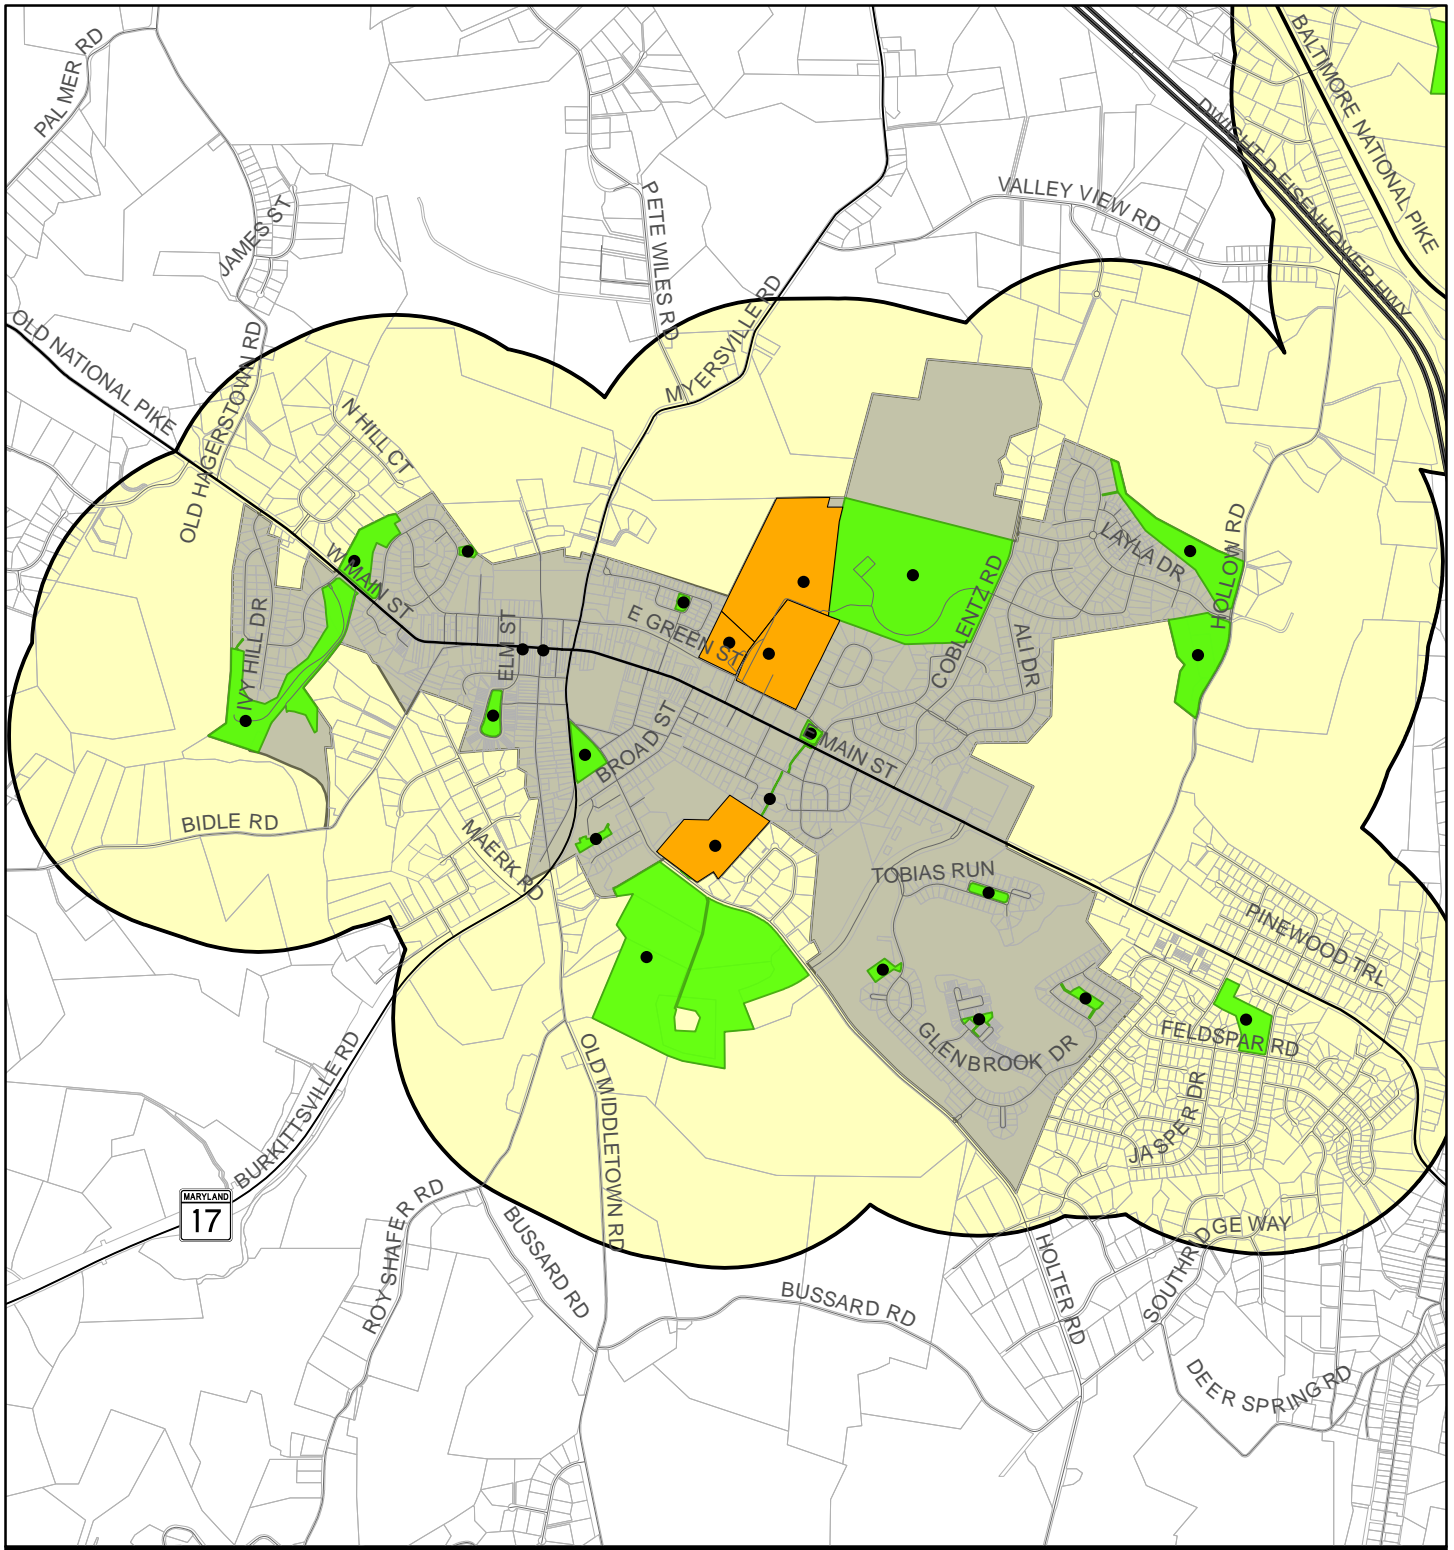 PALMER RD
BALTIMORE NATIONAL PIKE
DWIGHT D EISENHOWER HWY
JAMES ST
PETE WILES RD
VALLEY VIEW RD
MYERSVILLE RD
OLD NATIONAL PIKE
OLD HAGERSTOWN RD
N HILL CT
W MAIN ST
LAYLA DR
HOLLOW RD
COBLENTZ RD
ALI DR
E GREEN ST
ELM ST
IVY HILL DR
BROAD ST
E MAIN ST
BIDLE RD
MAERK RD
TOBIAS RUN
PINEWOOD TRL
FELDSPAR RD
GLENBROOK DR
JASPER DR
OLD MIDDLETOWN RD
BURKITTSVILLE RD
MARYLAND
17
ROY SHAFER RD
BUSSARD RD
BUSSARD RD
HOLTER RD
SOUTHRIDGE WAY
DEER SPRING RD